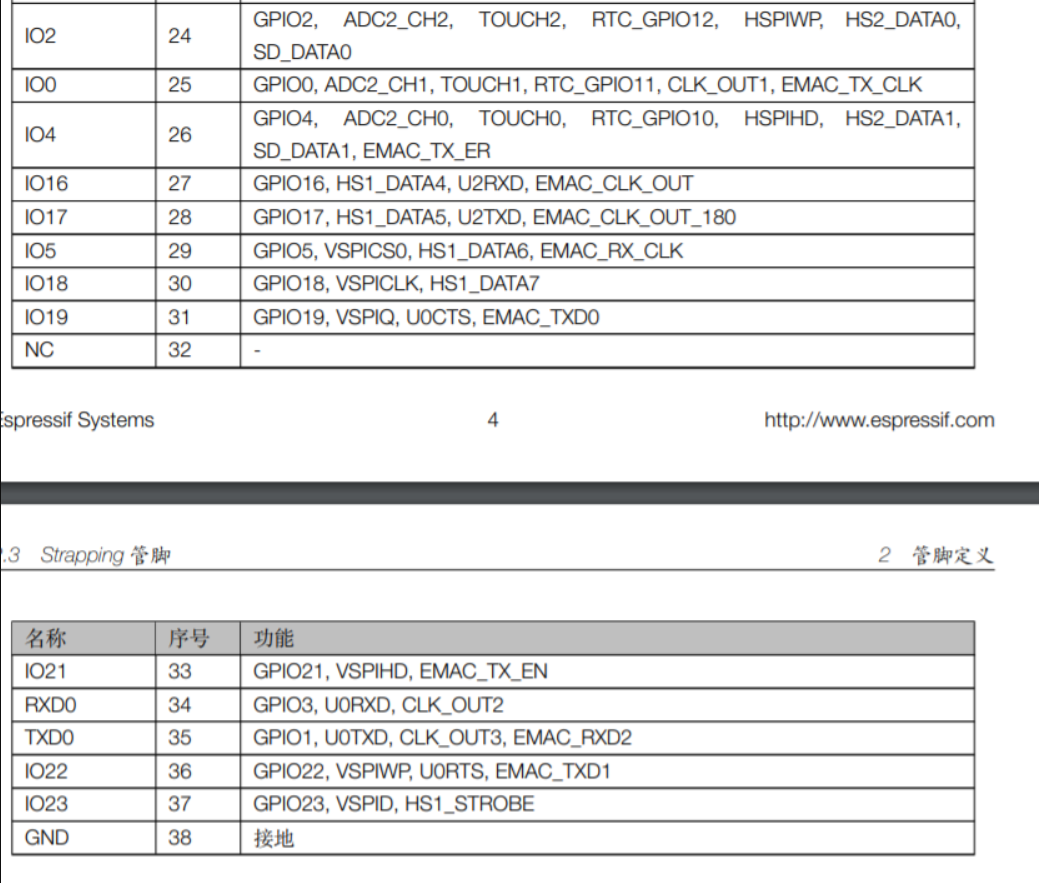 GPIO2, ADC2_CH2, TOUCH2, RTC_GPIO12, HSPIWP, HS2_DATA0,
IO2 24
SD_DATA0
IO0 25 GPIO0, ADC2_CH1, TOUCH1, RTC_GPIO11, CLK_OUT1, EMAC_TX_CLK
GPIO4, ADC2_CH0, TOUCH0, RTC_GPIO10, HSPIHD, HS2_DATA1,
IO4 26
SD_DATA1, EMAC_TX_ER
IO16 27 GPIO16, HS1_DATA4, U2RXD, EMAC_CLK_OUT
IO17 28 GPIO17, HS1_DATA5, U2TXD, EMAC_CLK_OUT_180
IO5 29 GPIO5, VSPICS0, HS1_DATA6, EMAC_RX_CLK
IO18 30 GPIO18, VSPICLK, HS1_DATA7
IO19 31 GPIO19, VSPIQ, U0CTS, EMAC_TXD0
NC 32 -
Espressif Systems 4 http://www.espressif.com
.3 Strapping 管脚 2 管脚定义
名称 序号 功能
IO21 33 GPIO21, VSPIHD, EMAC_TX_EN
RXD0 34 GPIO3, U0RXD, CLK_OUT2
TXD0 35 GPIO1, U0TXD, CLK_OUT3, EMAC_RXD2
IO22 36 GPIO22, VSPIWP, U0RTS, EMAC_TXD1
IO23 37 GPIO23, VSPID, HS1_STROBE
GND 38 接地